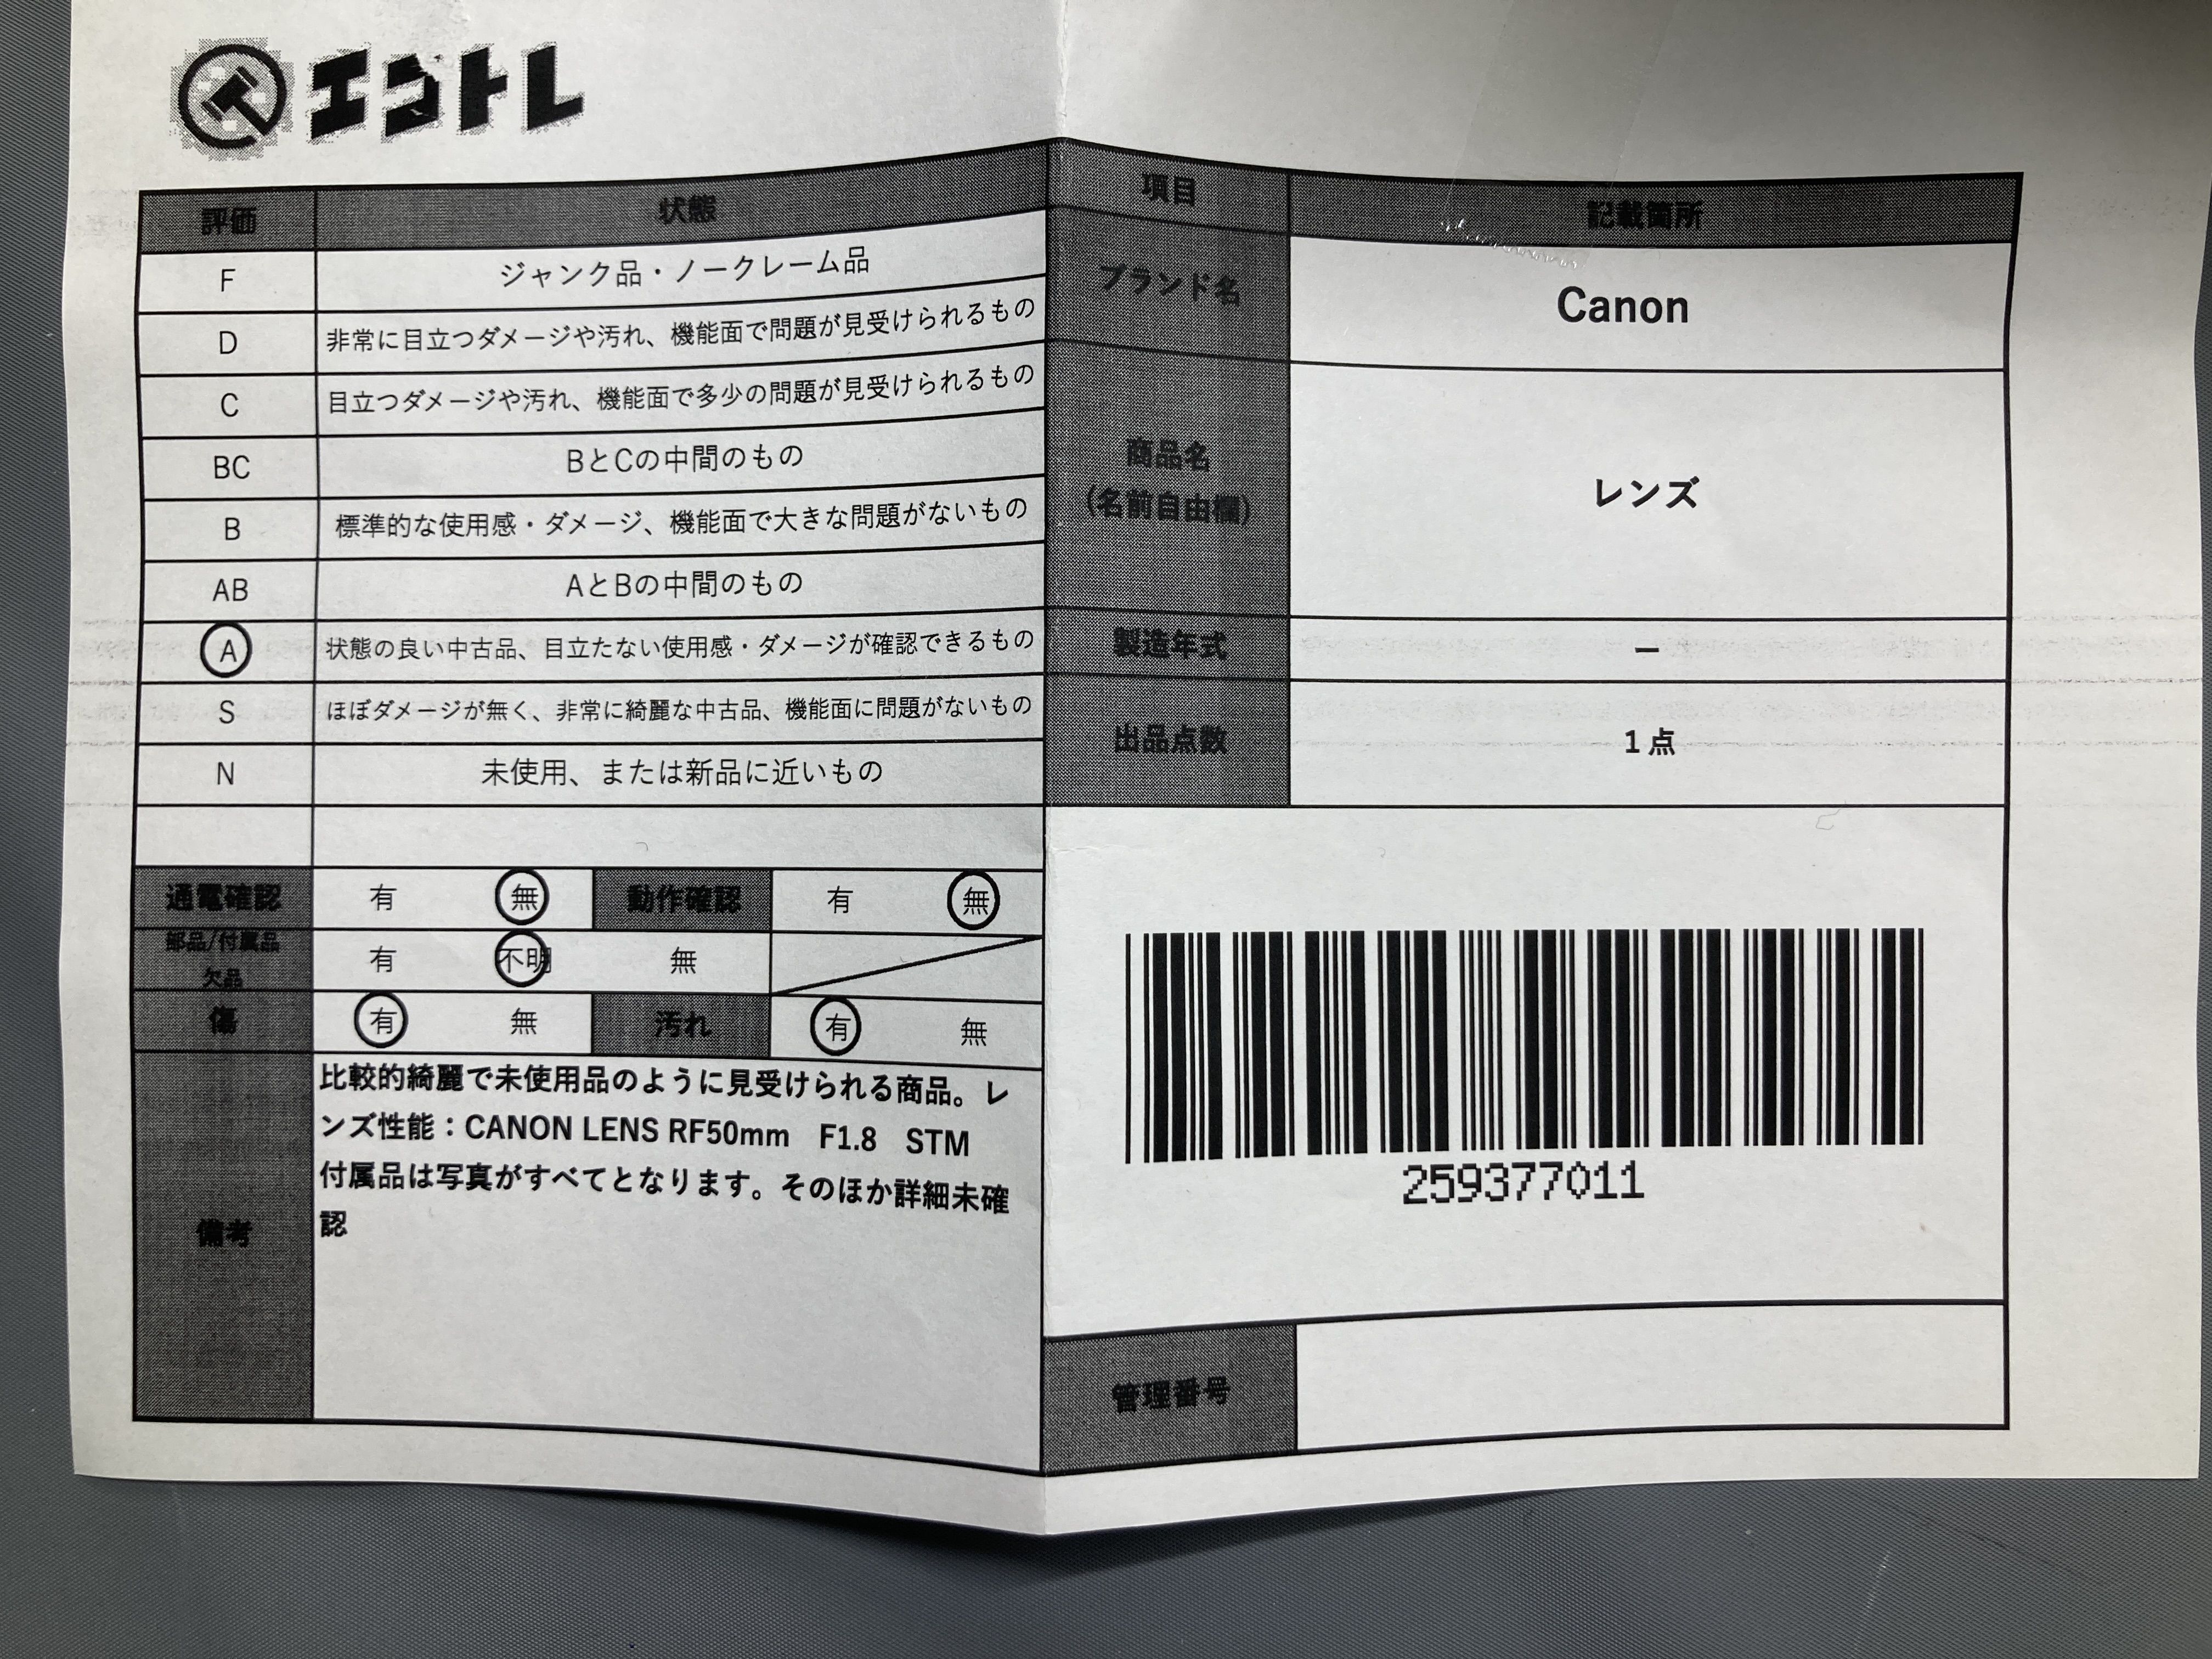 エコトレ
評価 状態
F ジャンク品・ノークレーム品
D 非常に目立つダメージや汚れ、機能面で問題が見受けられるもの
C 目立つダメージや汚れ、機能面で多少の問題が見受けられるもの
BC BとCの中間のもの
B 標準的な使用感・ダメージ、機能面で大きな問題がないもの
AB AとBの中間のもの
A 状態の良い中古品、目立たない使用感・ダメージが確認できるもの
S ほぼダメージが無く、非常に綺麗な中古品、機能面に問題がないもの
N 未使用、または新品に近いもの
通電確認 有 無 動作確認 有 無
部品/付属品
欠品 有 不明 無
傷 有 無 汚れ 有 無
備考
比較的綺麗で未使用品のように見受けられる商品。レ
ンズ性能：CANON LENS RF50mm　F1.8　STM
付属品は写真がすべてとなります。そのほか詳細未確
認
項目 記載箇所
ブランド名 Canon
商品名
(名前自由欄) レンズ
製造年式 ー
出品点数 1点
259377011
管理番号